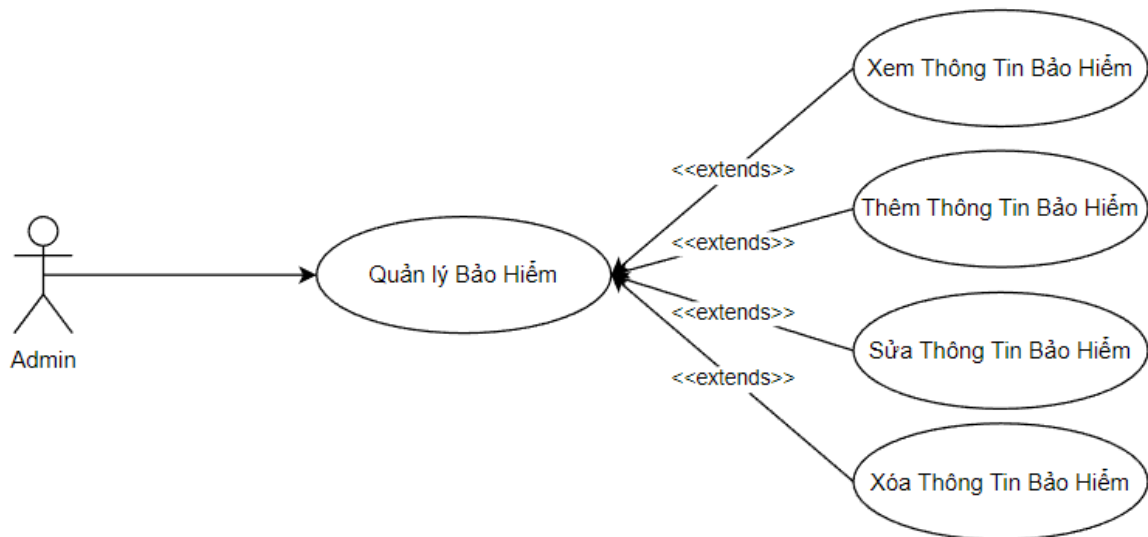 Xem Thông Tin Bảo Hiểm
<<extends>>
Thêm Thông Tin Bảo Hiểm
<<extends>>
Quản lý Bảo Hiểm
<<extends>>
Sửa Thông Tin Bảo Hiểm
Admin
<<extends>>
Xóa Thông Tin Bảo Hiểm